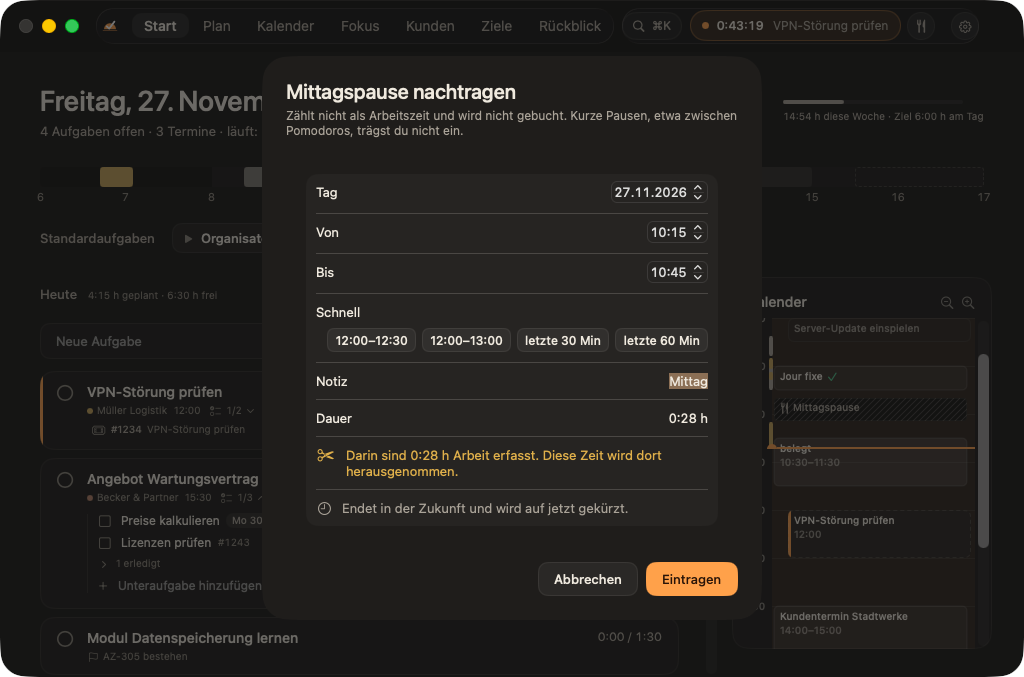 Start
Plan
Kalender
Fokus
Kunden
Ziele
Rückblick
⌘K
0:43:19 VPN-Störung prüfen
Freitag, 27. Novem
4 Aufgaben offen · 3 Termine · läuft:
14:54 h diese Woche · Ziel 6:00 h am Tag
6 7 8 15 16 17
Standardaufgaben
Organisat
Heute 4:15 h geplant · 6:30 h frei
Neue Aufgabe
VPN-Störung prüfen
Müller Logistik 12:00 1/2
#1234 VPN-Störung prüfen
Angebot Wartungsvertrag
Becker & Partner 15:30 1/3
Preise kalkulieren Mo 30
Lizenzen prüfen #1243
1 erledigt
Unteraufgabe hinzufügen
Modul Datenspeicherung lernen
0:00 / 1:30
AZ-305 bestehen
Mittagspause nachtragen
Zählt nicht als Arbeitszeit und wird nicht gebucht. Kurze Pausen, etwa zwischen
Pomodoros, trägst du nicht ein.
Tag 27.11.2026
Von 10:15
Bis 10:45
Schnell
12:00–12:30 12:00–13:00 letzte 30 Min letzte 60 Min
Notiz Mittag
Dauer 0:28 h
Darin sind 0:28 h Arbeit erfasst. Diese Zeit wird dort
herausgenommen.
Endet in der Zukunft und wird auf jetzt gekürzt.
Abbrechen
Eintragen
alender
Server-Update einspielen
Jour fixe
Mittagspause
belegt
10:30–11:30
VPN-Störung prüfen
12:00
Kundentermin Stadtwerke
14:00–15:00